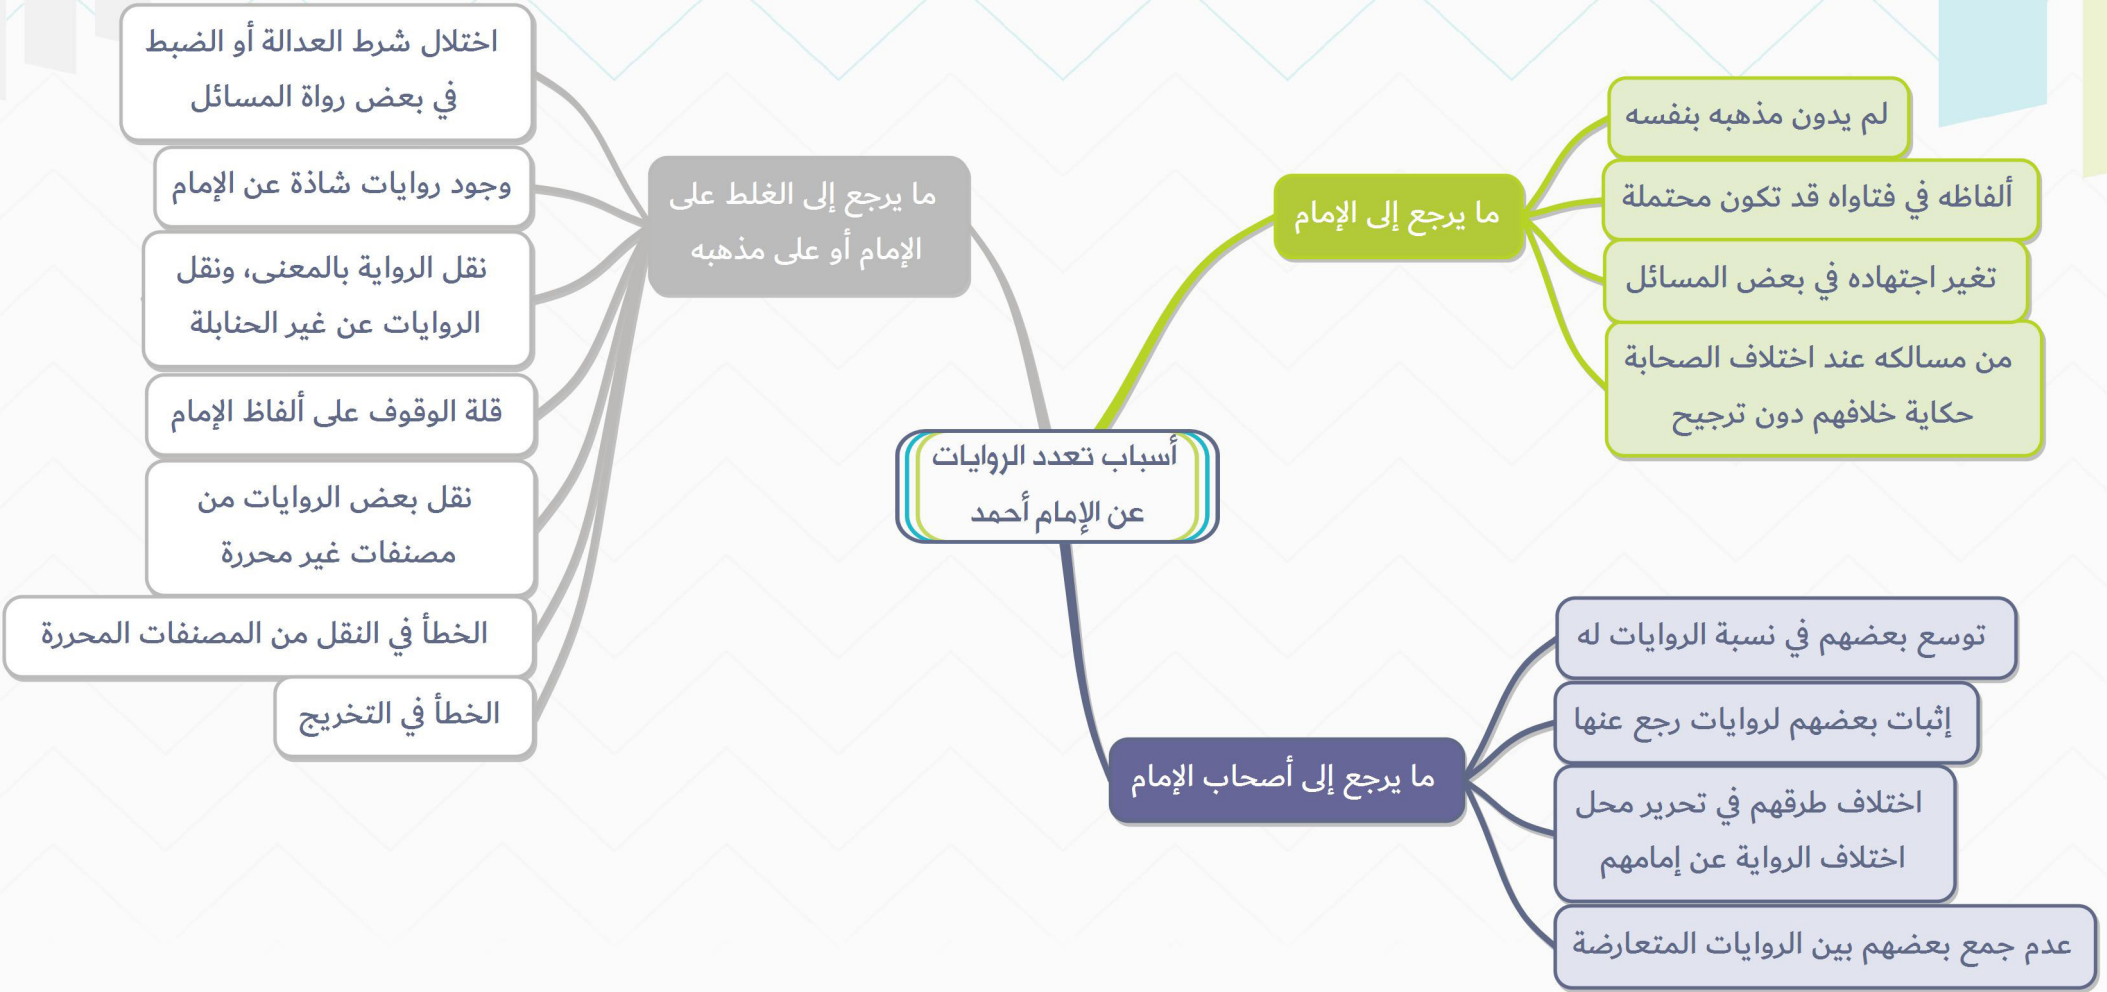 أسباب تعدد الروايات
عن الإمام أحمد
ما يرجع إلى الإمام
لم يدون مذهبه بنفسه
ألفاظه في فتاواه قد تكون محتملة
تغير اجتهاده في بعض المسائل
من مسالكه عند اختلاف الصحابة
حكاية خلافهم دون ترجيح
ما يرجع إلى أصحاب الإمام
توسع بعضهم في نسبة الروايات له
إثبات بعضهم لروايات رجع عنها
اختلاف طرقهم في تحرير محل
اختلاف الرواية عن إمامهم
عدم جمع بعضهم بين الروايات المتعارضة
ما يرجع إلى الغلط على
الإمام أو على مذهبه
اختلال شرط العدالة أو الضبط
في بعض رواة المسائل
وجود روايات شاذة عن الإمام
نقل الرواية بالمعنى، ونقل
الروايات عن غير الحنابلة
قلة الوقوف على ألفاظ الإمام
نقل بعض الروايات من
مصنفات غير محررة
الخطأ في النقل من المصنفات المحررة
الخطأ في التخريج